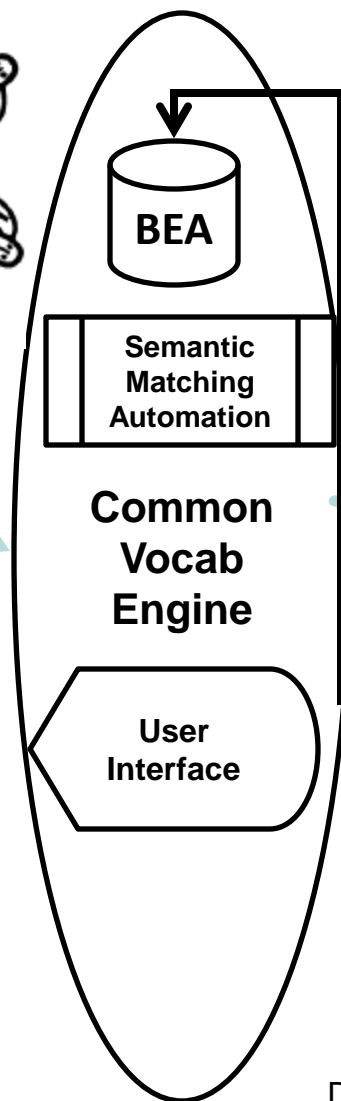 BEA
Semantic
Matching
Automation
Common
Vocab
Engine
User
Interface
D